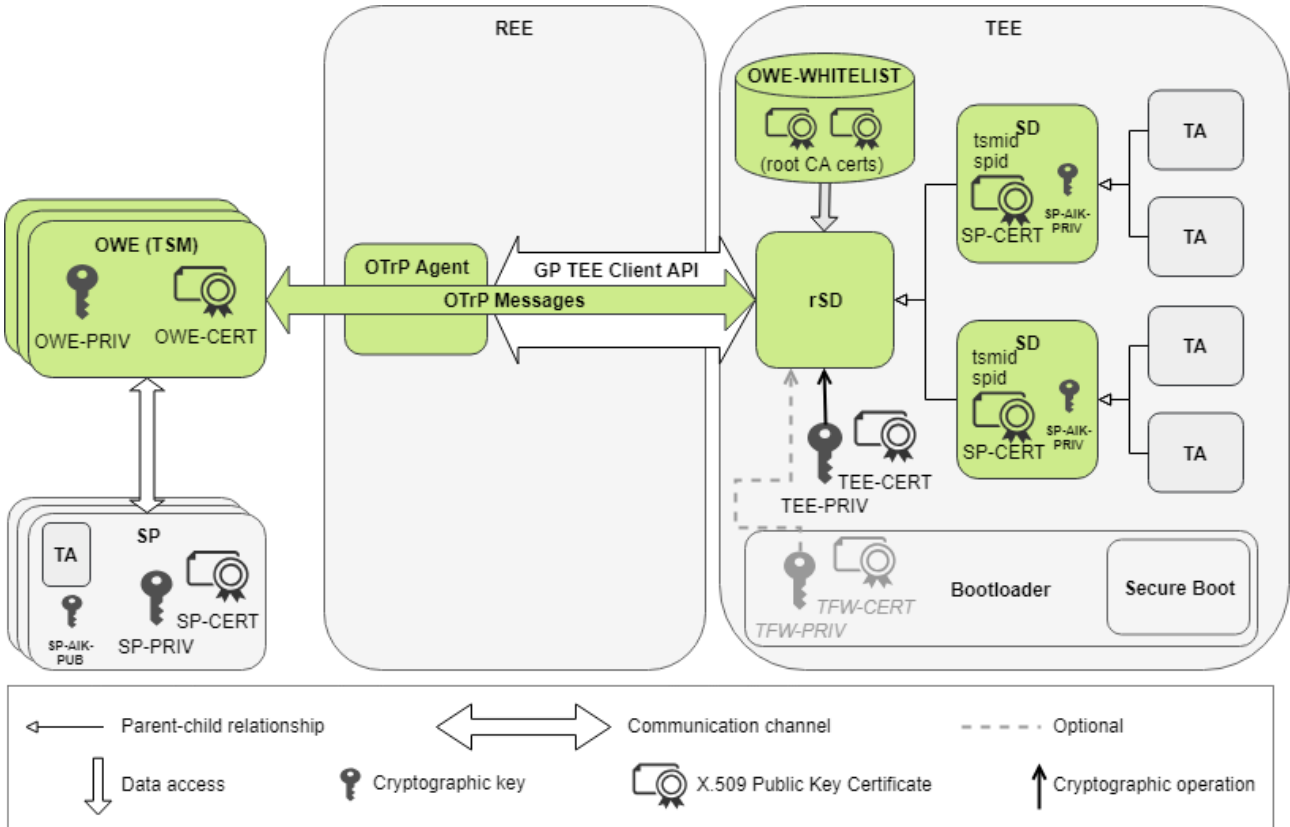 REE
TEE
OWE-WHITELIST
(root CA certs)
SD
tsmid
spid
SP-CERT
SP-AIK-
PRIV
TA
TA
OWE (TSM)
OWE-PRIV
OWE-CERT
OTrP Agent
GP TEE Client API
OTrP Messages
rSD
SD
tsmid
spid
SP-CERT
SP-AIK-
PRIV
TA
TA
TEE-CERT
TEE-PRIV
SP
TA
SP-AIK-
PUB
SP-PRIV
SP-CERT
TFW-CERT
TFW-PRIV
Bootloader
Secure Boot
Parent-child relationship
Communication channel
Optional
Data access
Cryptographic key
X.509 Public Key Certificate
Cryptographic operation